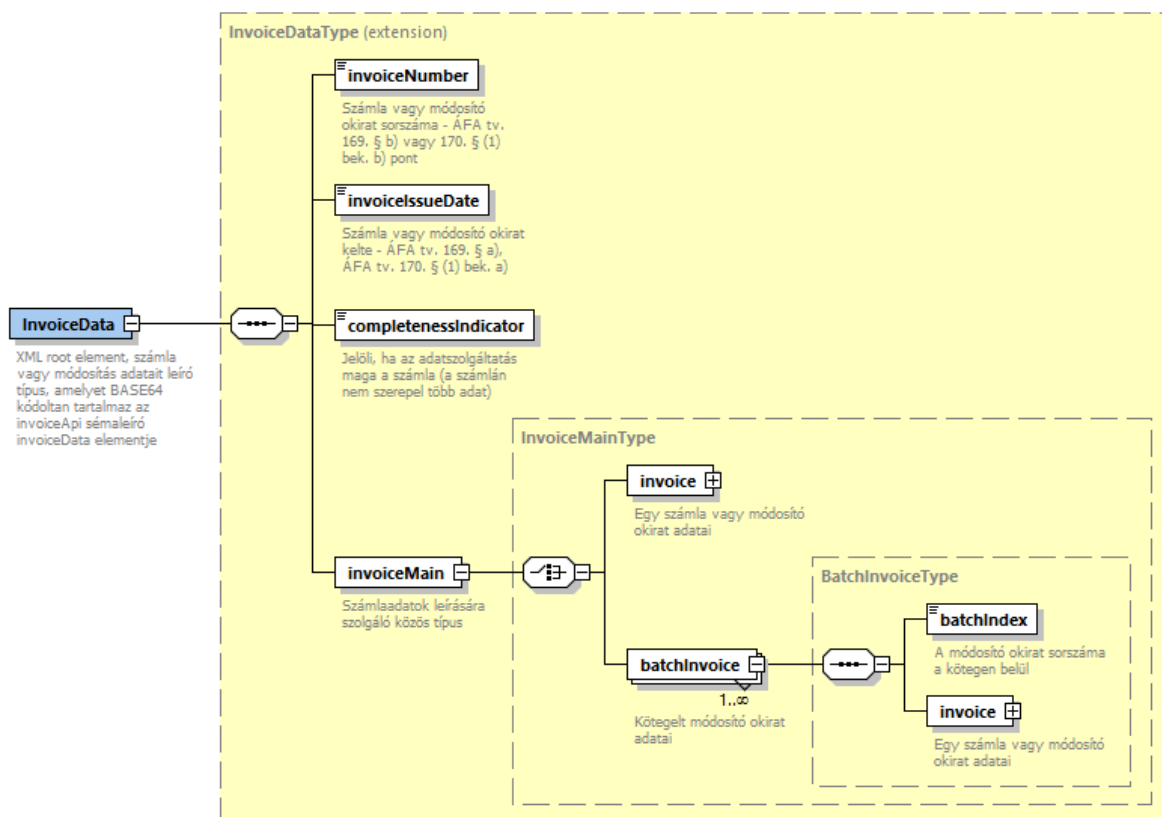 InvoiceDataType (extension)
invoiceNumber
Számla vagy módosító
okirat sorszáma - ÁFA tv.
169. § b) vagy 170. § (1)
bek. b) pont
invoiceIssueDate
Számla vagy módosító okirat
kelte - ÁFA tv. 169. § a),
ÁFA tv. 170. § (1) bek. a)
InvoiceData
XML root element, számla
vagy módosítás adatait leíró
típus, amelyet BASE64
kódoltan tartalmaz az
invoiceApi sémaleíró
invoiceData elementje
completenessIndicator
Jelöli, ha az adatszolgáltatás
maga a számla (a számlán
nem szerepel több adat)
InvoiceMainType
invoice
Egy számla vagy módosító
okirat adatai
invoiceMain
Számlaadatok leírására
szolgáló közös típus
BatchInvoiceType
batchIndex
A módosító okirat sorszáma
a kötegen belül
batchInvoice
1..∞
Kötegelt módosító okirat
adatai
invoice
Egy számla vagy módosító
okirat adatai